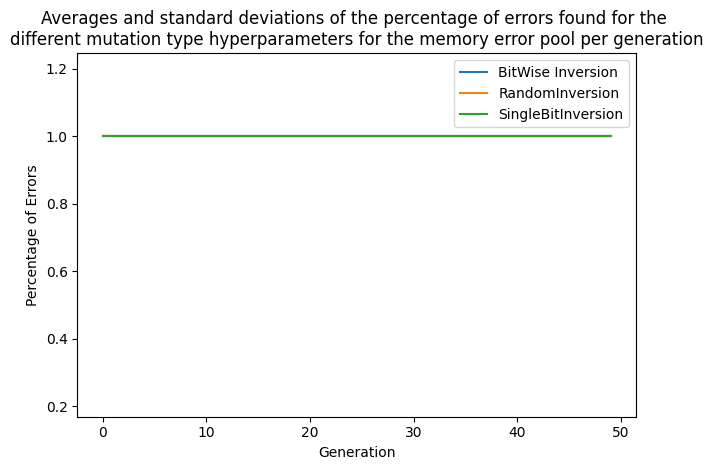 Averages and standard deviations of the percentage of errors found for the
different mutation type hyperparameters for the memory error pool per generation
BitWise Inversion
RandomInversion
SingleBitInversion
Percentage of Errors
1.2
1.0
0.8
0.6
0.4
0.2
0 10 20 30 40 50
Generation